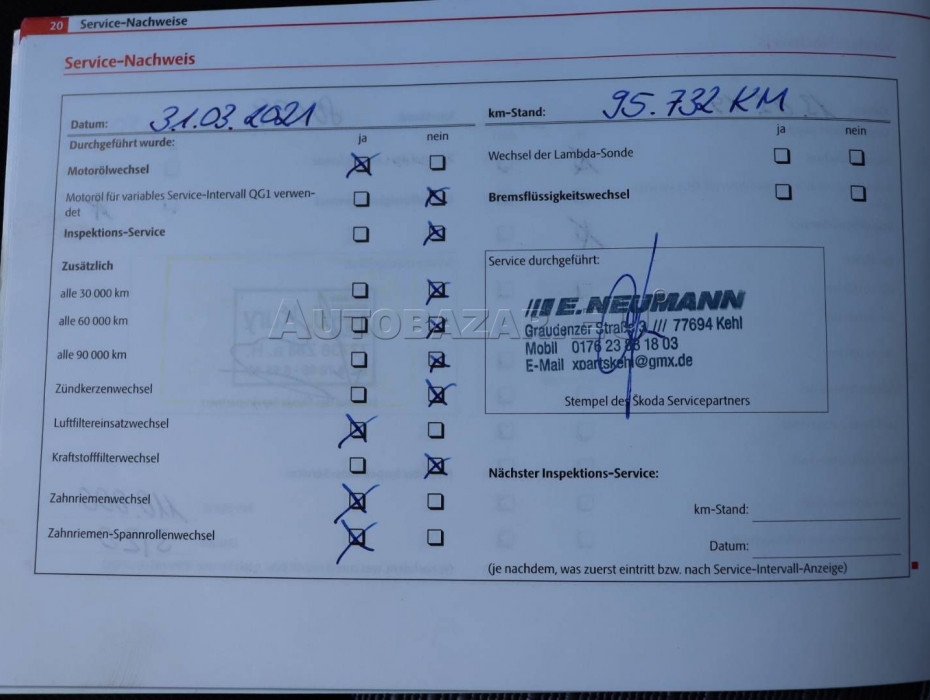 20 Service-Nachweise
Service-Nachweis
Datum: 31.03.2021
km-Stand: 95.732 KM
Durchgeführt wurde: ja nein
ja nein
Motorölwechsel
Wechsel der Lambda-Sonde
Motoröl für variables Service-Intervall QG1 verwen-
det
Bremsflüssigkeitswechsel
Inspektions-Service
Zusätzlich
Service durchgeführt:
alle 30 000 km
alle 60 000 km
alle 90 000 km
Zündkerzenwechsel
Luftfiltereinsatzwechsel
Kraftstofffilterwechsel
Zahnriemenwechsel
Zahnriemen-Spannrollenwechsel
/// E. NEUMANN
Graudenzer Straße 3 /// 77694 Kehl
Mobil 0176 23 1803
E-Mail xpartskehl@gmx.de
Stempel des Škoda Servicepartners
Nächster Inspektions-Service:
km-Stand:
Datum:
(je nachdem, was zuerst eintritt bzw. nach Service-Intervall-Anzeige)
AUTOBAZAR